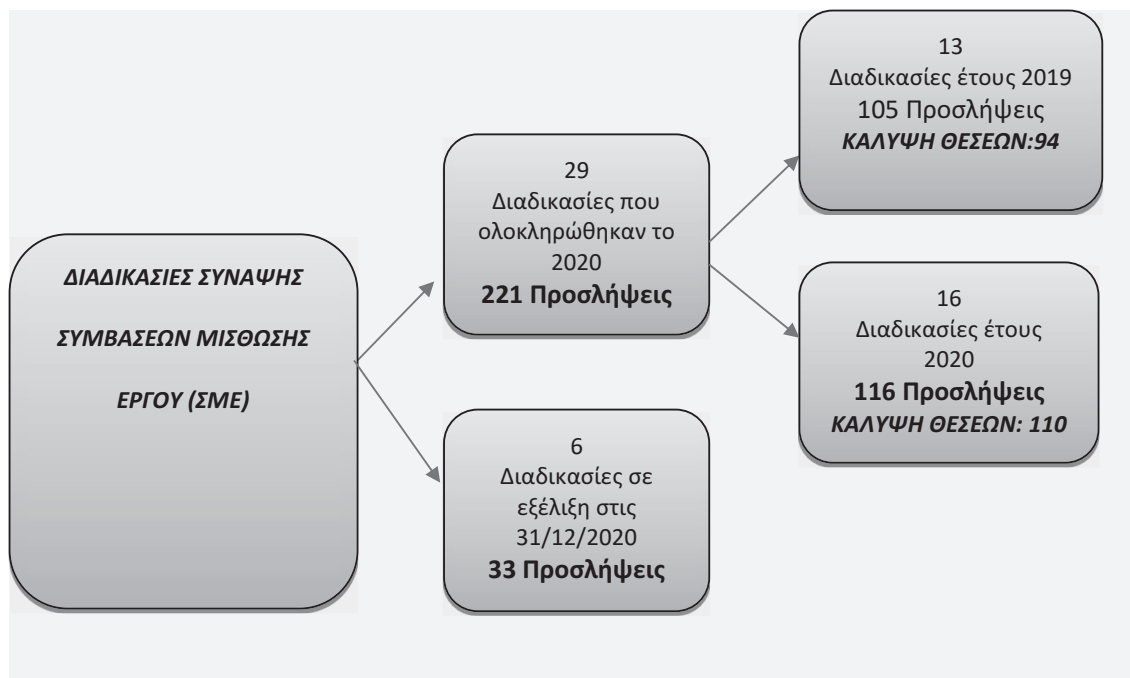 ΔΙΑΔΙΚΑΣΙΕΣ ΣΥΝΑΨΗΣ
ΣΥΜΒΑΣΕΩΝ ΜΙΣΘΩΣΗΣ
ΕΡΓΟΥ (ΣΜΕ)
29
Διαδικασίες που
ολοκληρώθηκαν το
2020
221 Προσλήψεις
6
Διαδικασίες σε
εξέλιξη στις
31/12/2020
33 Προσλήψεις
13
Διαδικασίες έτους 2019
105 Προσλήψεις
ΚΑΛΥΨΗ ΘΕΣΕΩΝ:94
16
Διαδικασίες έτους
2020
116 Προσλήψεις
ΚΑΛΥΨΗ ΘΕΣΕΩΝ: 110